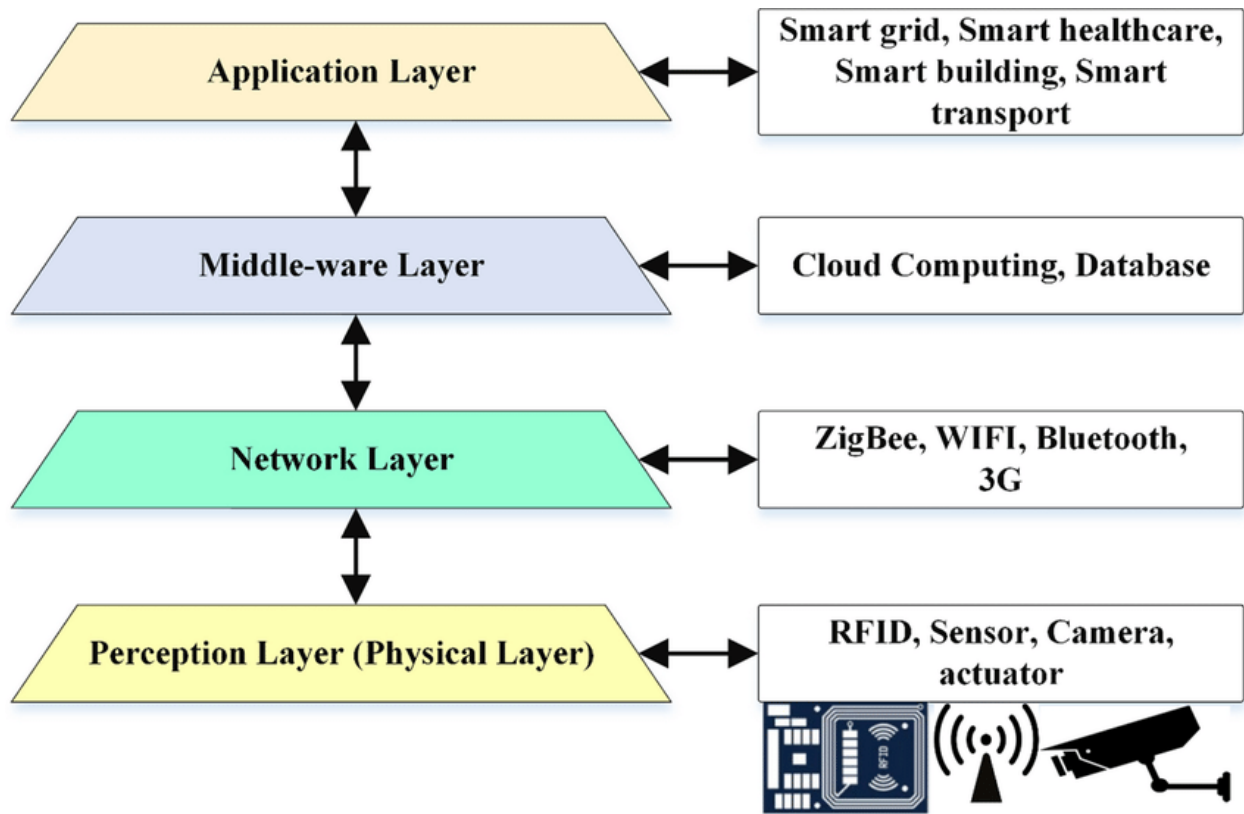 Application Layer
Smart grid, Smart healthcare,
Smart building, Smart
transport
Middle-ware Layer
Cloud Computing, Database
Network Layer
ZigBee, WIFI, Bluetooth,
3G
Perception Layer (Physical Layer)
RFID, Sensor, Camera,
actuator
RFID